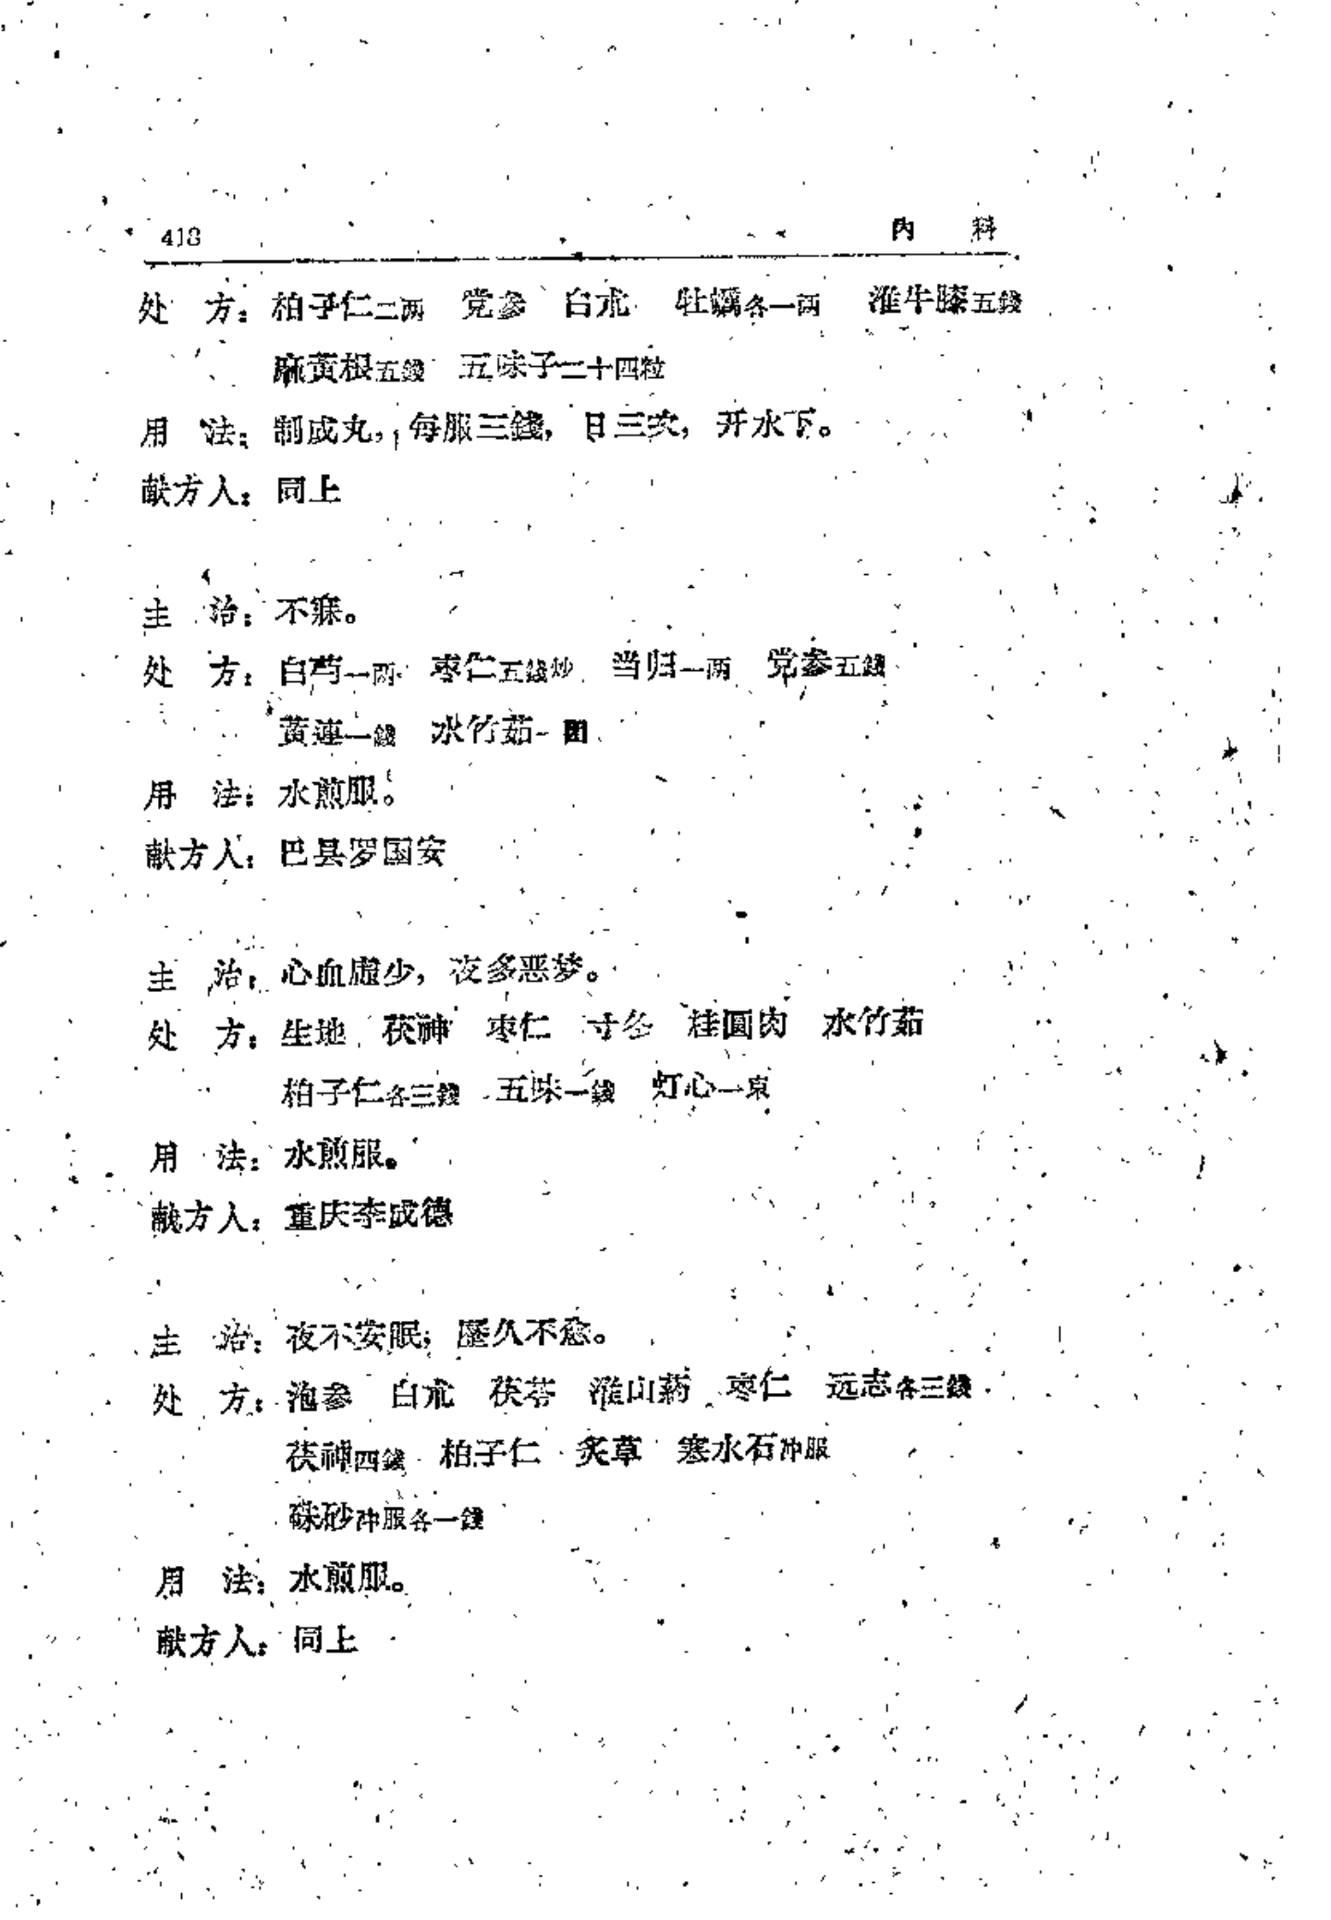 418 内 科
处 方：柏子仁二两 党参 白朮 牡蠣各一两 淮牛膝五錢
麻黄根五錢 五味子二十四粒
用 法：制成丸，每服三錢，日三次，开水下。
献方人：同上
主 治：不寐。
处 方：白芍一两 枣仁五錢炒 当归一两 党参五錢
黄連一錢 水竹茹一團
用 法：水煎服。
献方人：巴县罗国安
主 治：心血虛少，夜多恶梦。
处 方：生地 茯神 枣仁 寸冬 桂圓肉 水竹茹
柏子仁各三錢 五味一錢 灯心一束
用 法：水煎服。
献方人：重庆李成德
主 治：夜不安眠，歷久不愈。
处 方：泡参 白朮 茯苓 淮山葯 枣仁 远志各三錢
茯神四錢 柏子仁 炙草 寒水石冲服
硃砂冲服各一錢
用 法：水煎服。
献方人：同上